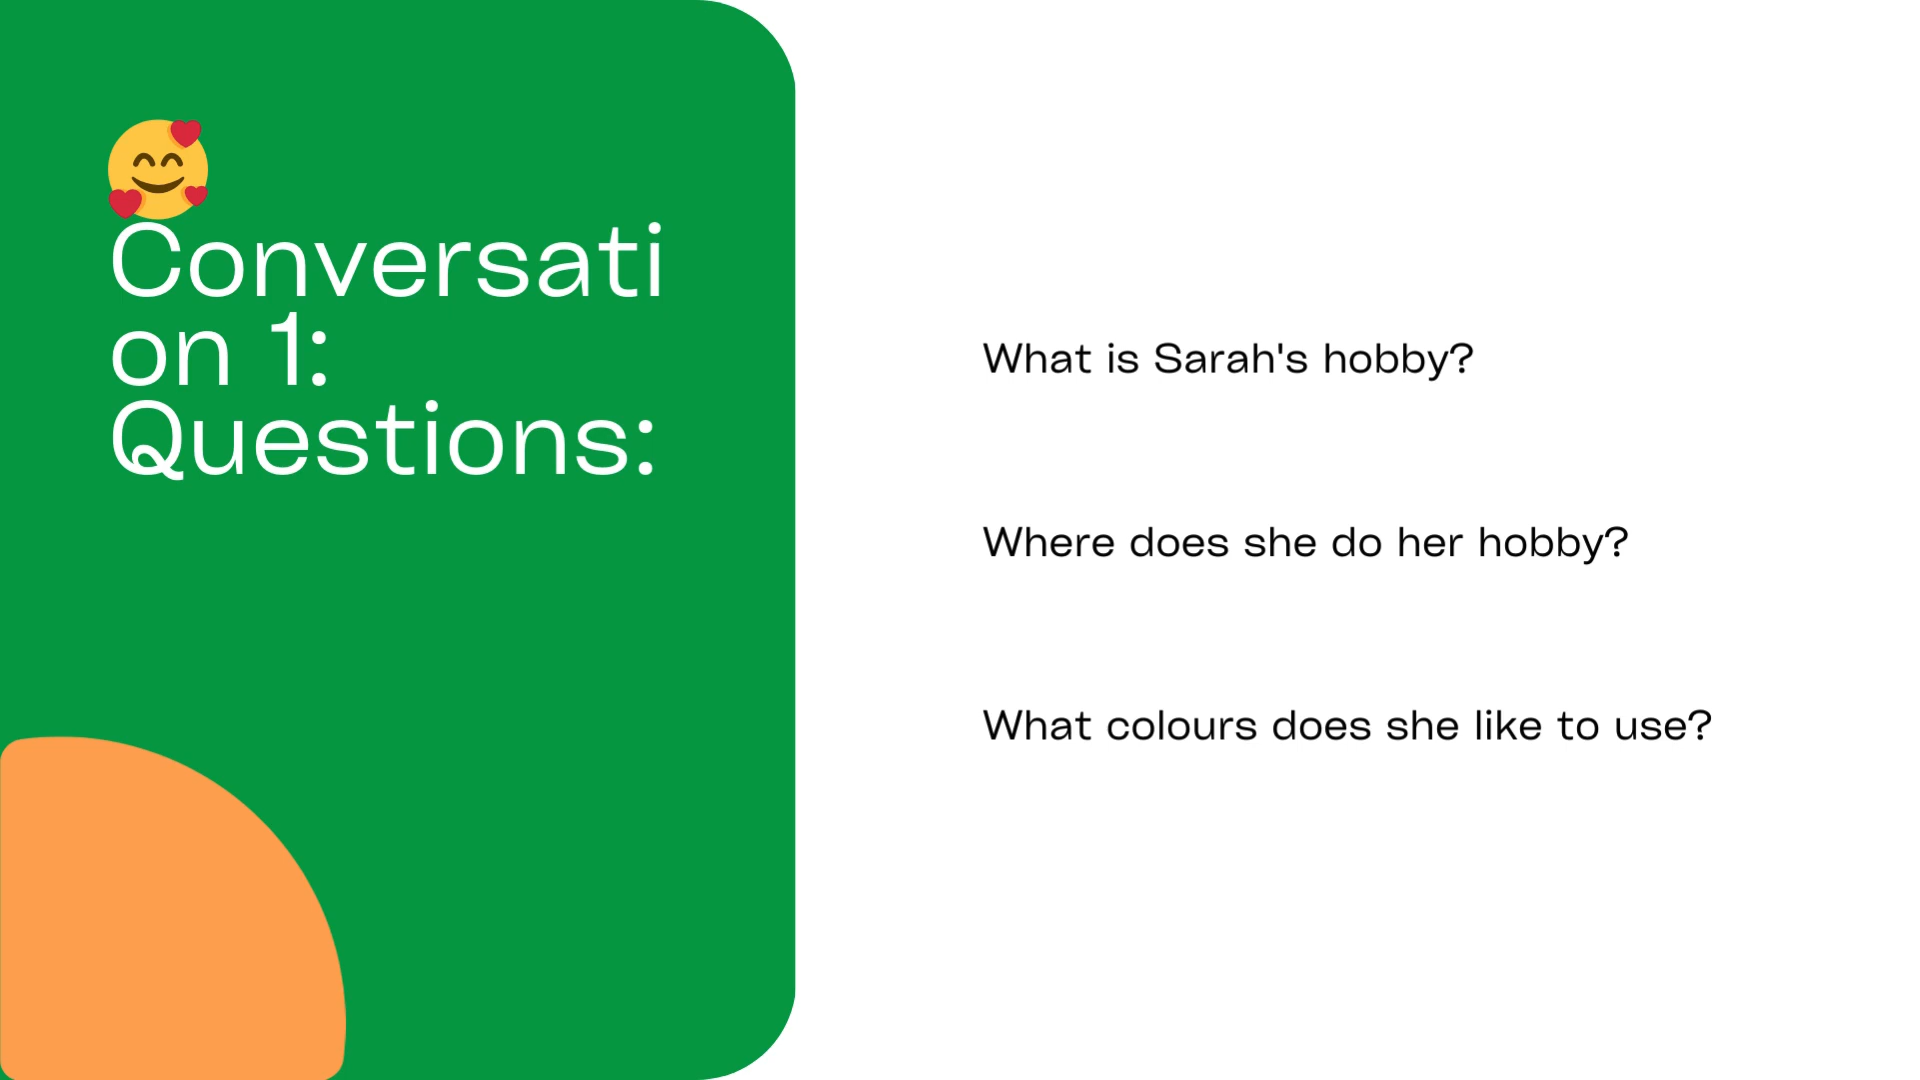 Conversati
on 1:
Questions:
What is Sarah's hobby?
Where does she do her hobby?
What colours does she like to use?